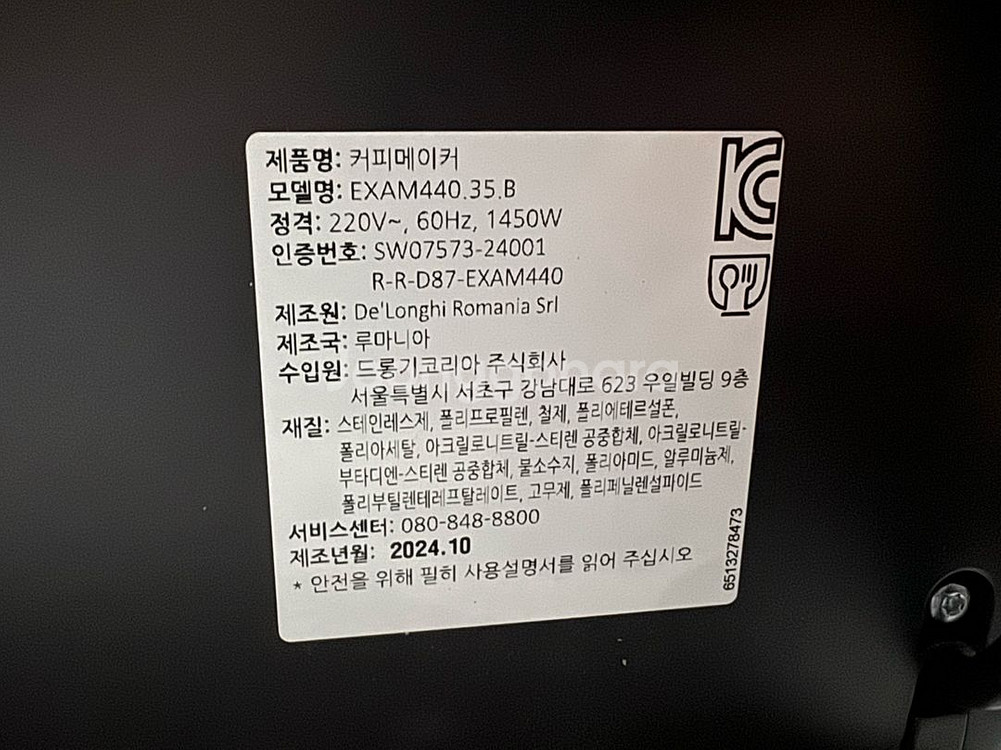 제품명: 커피메이커
모델명: EXAM440.35.B
정격: 220V~, 60Hz, 1450W
인증번호: SW07573-24001
R-R-D87-EXAM440
제조원: De'Longhi Romania Srl
제조국: 루마니아
수입원: 드롱기코리아 주식회사
서울특별시 서초구 강남대로 623 우일빌딩 9층
재질: 스테인레스제, 폴리프로필렌, 철제, 폴리에테르설폰,
폴리아세탈, 아크릴로니트릴-스티렌 공중합체, 아크릴로니트릴-
부타디엔-스티렌 공중합체, 불소수지, 폴리아미드, 알루미늄제,
폴리부틸렌테레프탈레이트, 고무제, 폴리페닐렌설파이드
서비스센터: 080-848-8800
제조년월: 2024.10
* 안전을 위해 필히 사용설명서를 읽어 주십시오
6513278473